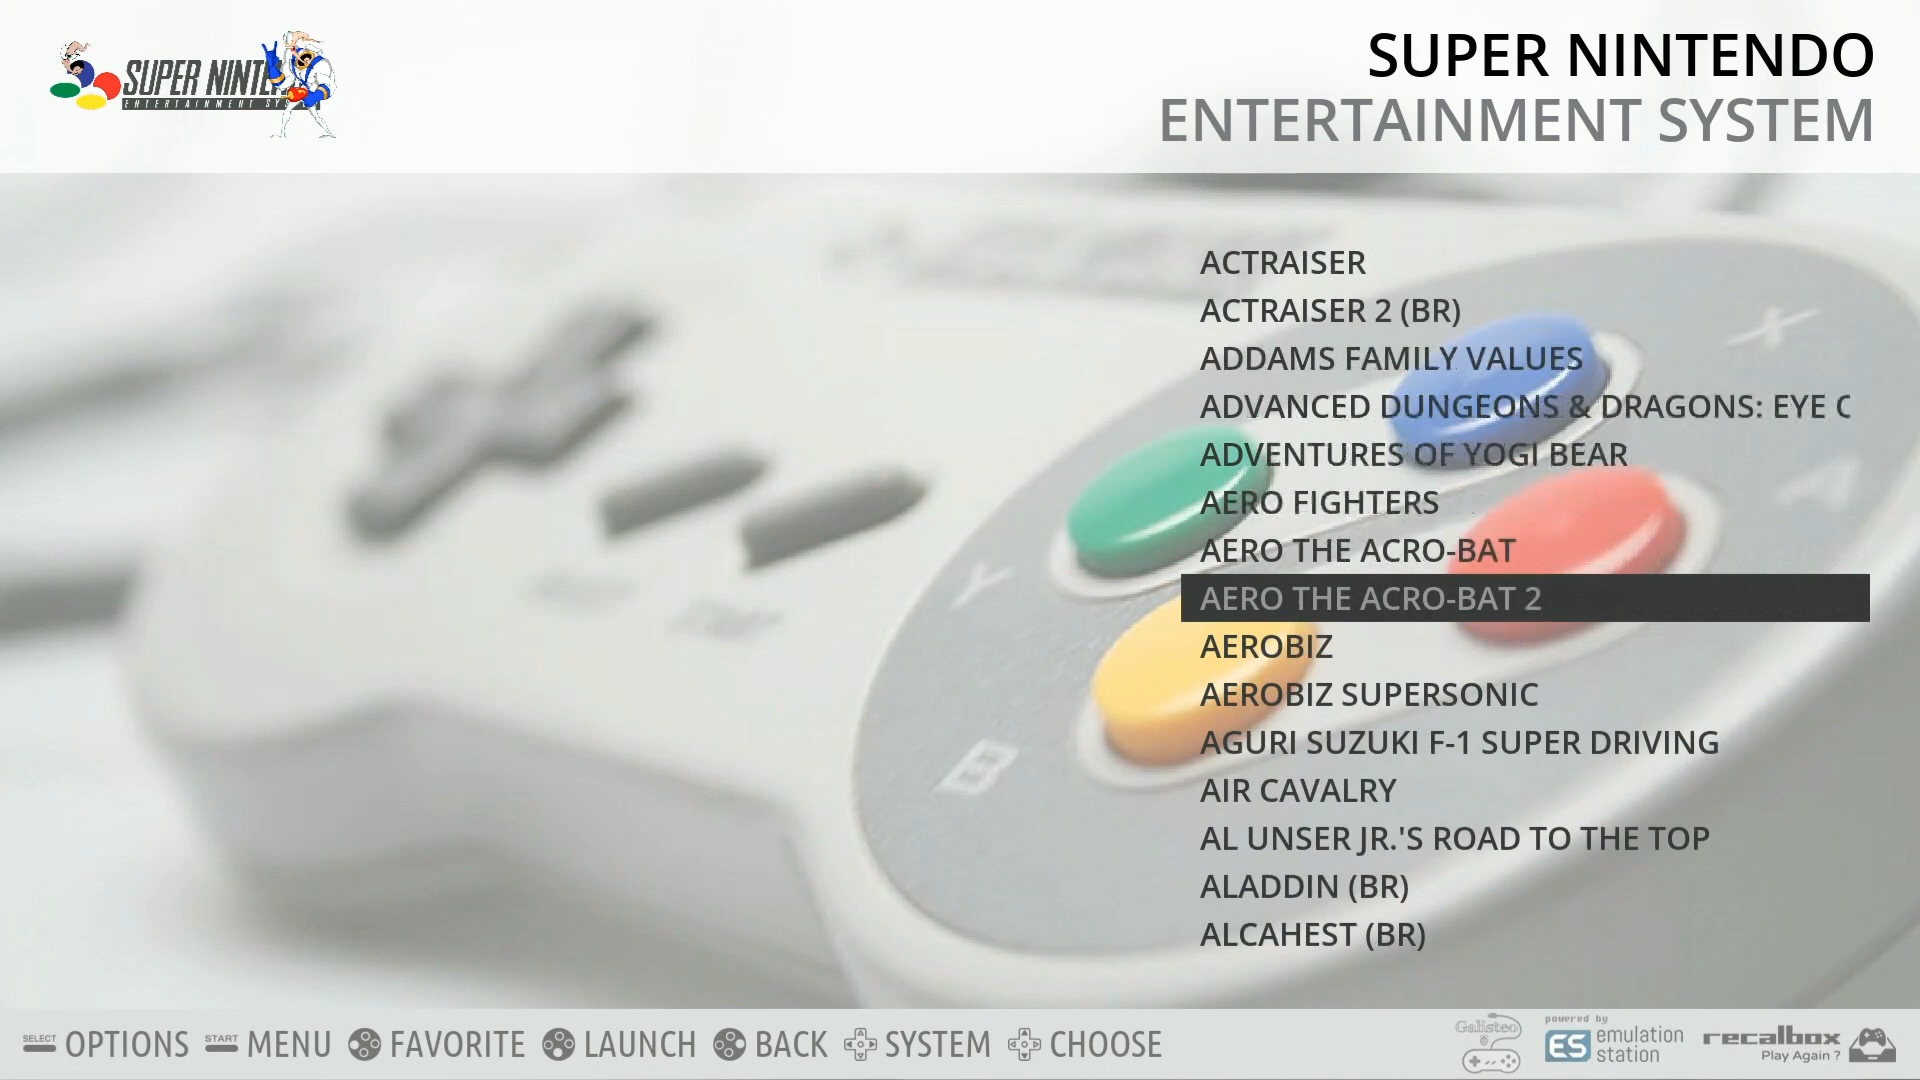 SUPER NINTE
ENTERTAINMENT SY
SUPER NINTENDO
ENTERTAINMENT SYSTEM
ACTRAISER
ACTRAISER 2 (BR)
ADDAMS FAMILY VALUES
ADVANCED DUNGEONS & DRAGONS: EYE
ADVENTURES OF YOGI BEAR
AERO FIGHTERS
AERO THE ACRO-BAT
AERO THE ACRO-BAT 2
AEROBIZ
AEROBIZ SUPERSONIC
AGURI SUZUKI F-1 SUPER DRIVING
AIR CAVALRY
AL UNSER JR.'S ROAD TO THE TOP
ALADDIN (BR)
ALCAHEST (BR)
X
A
Y
B
SELECT OPTIONS START MENU FAVORITE LAUNCH BACK SYSTEM CHOOSE
Galisteo
powered by
ES emulation
station
recalbox
Play Again ?